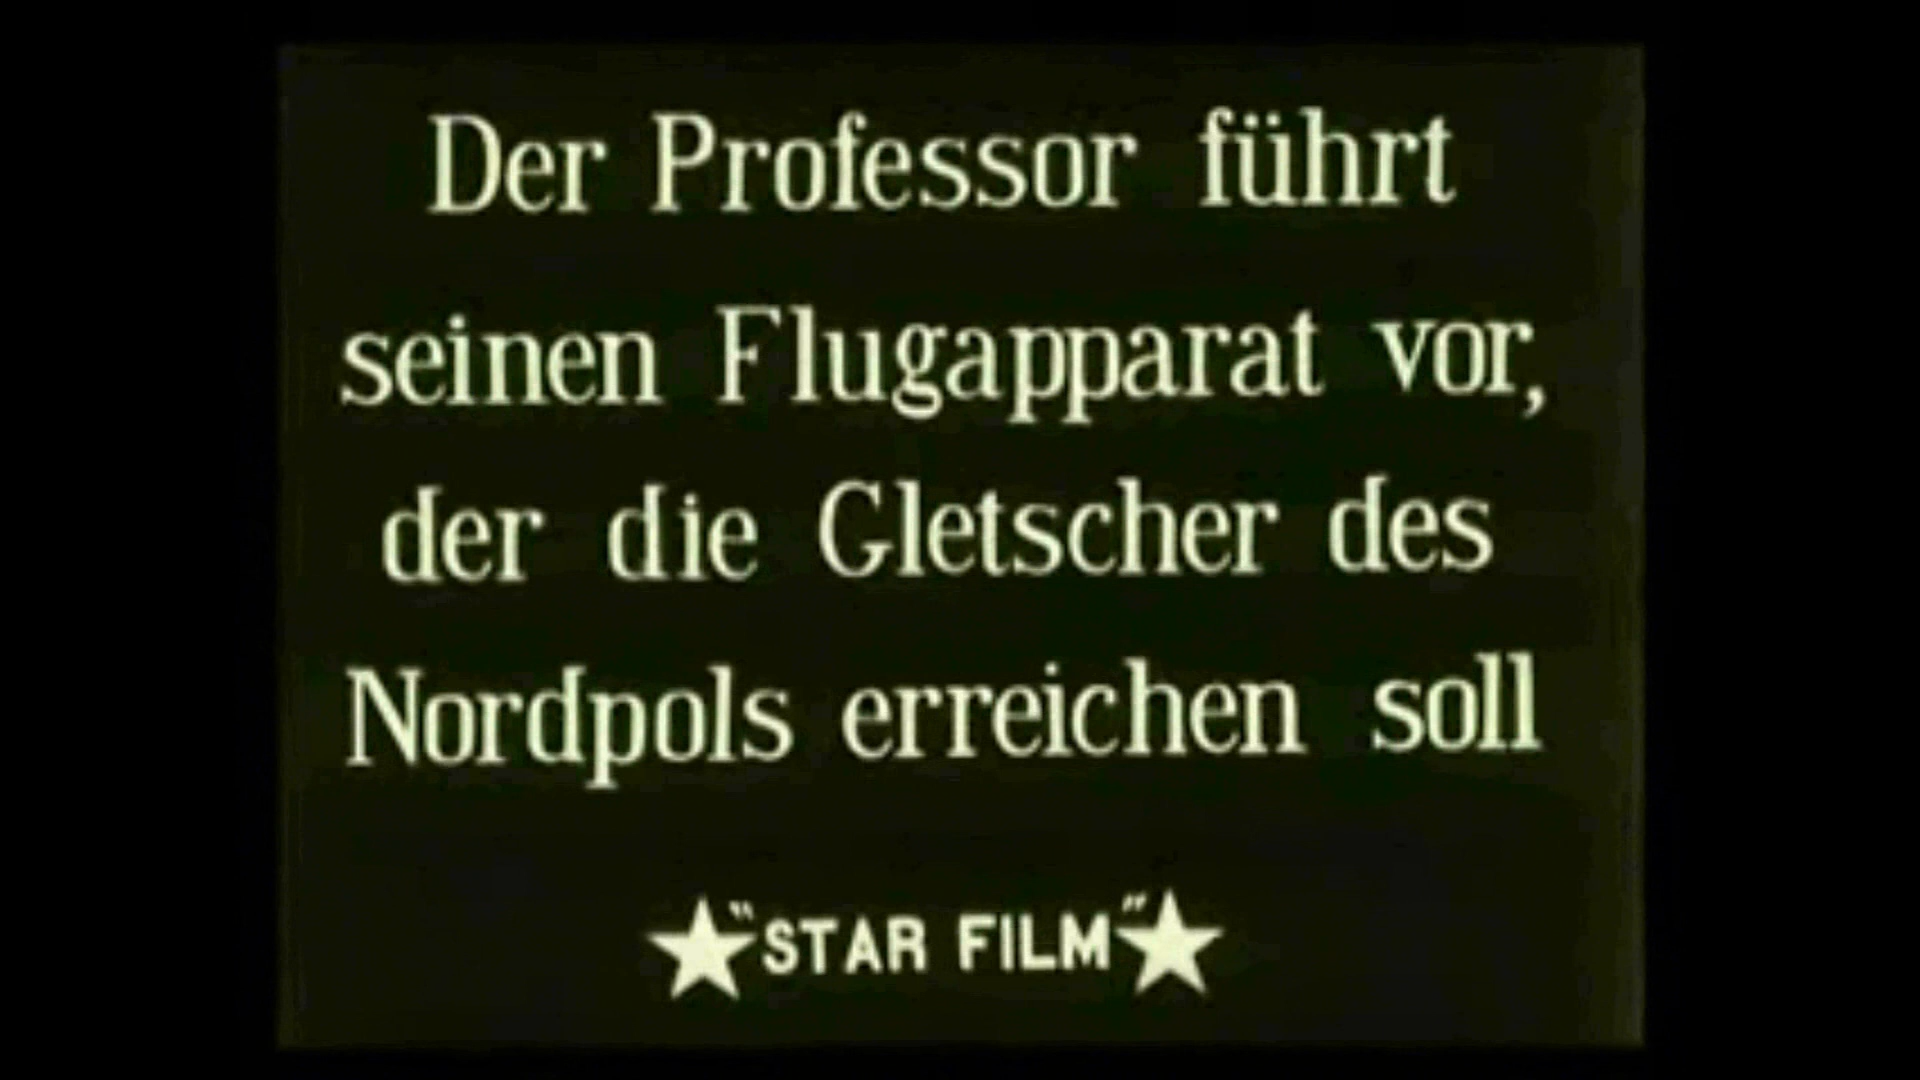 Der Professor führt
seinen Flugapparat vor,
der die Gletscher des
Nordpols erreichen soll
"STAR FILM"